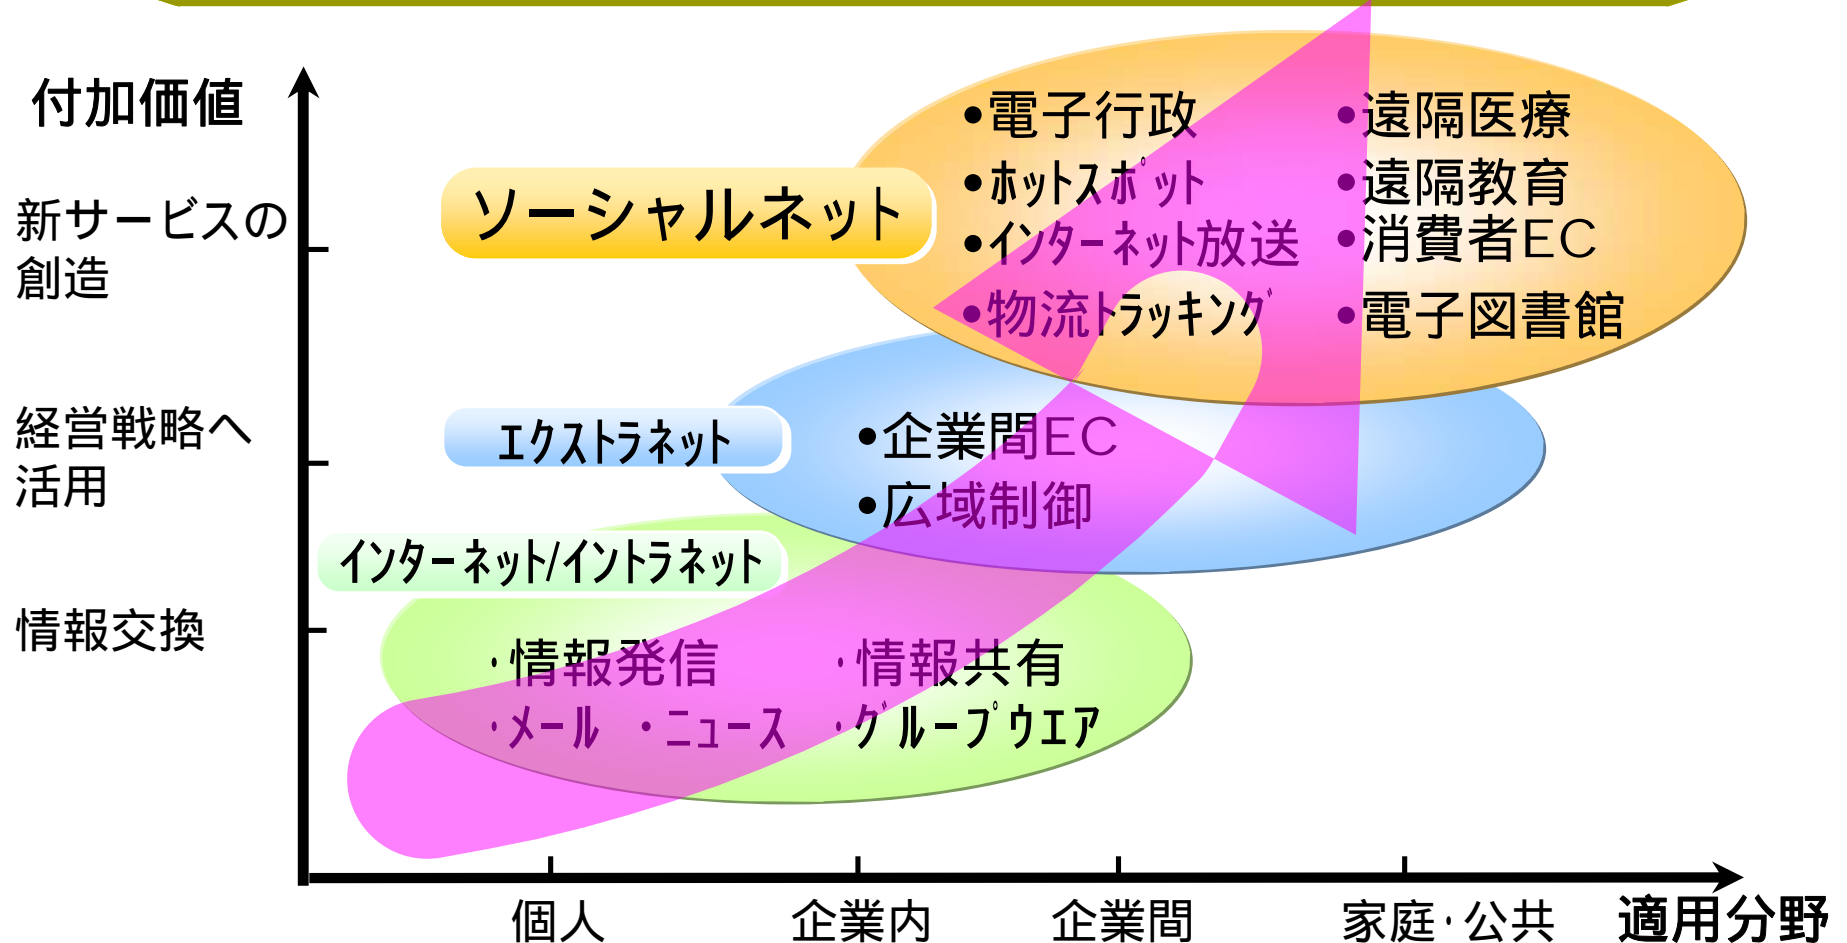 付加価値
新サービスの
創造
経営戦略へ
活用
情報交換
ソーシャルネット
•電子行政
•ホットスポット
•インターネット放送
•物流トラッキング
•遠隔医療
•遠隔教育
•消費者EC
•電子図書館
エクストラネット
•企業間EC
•広域制御
インターネット/イントラネット
・情報発信 ・情報共有
・メール ・ニュース ・グループウエア
個人 企業内 企業間 家庭・公共 適用分野